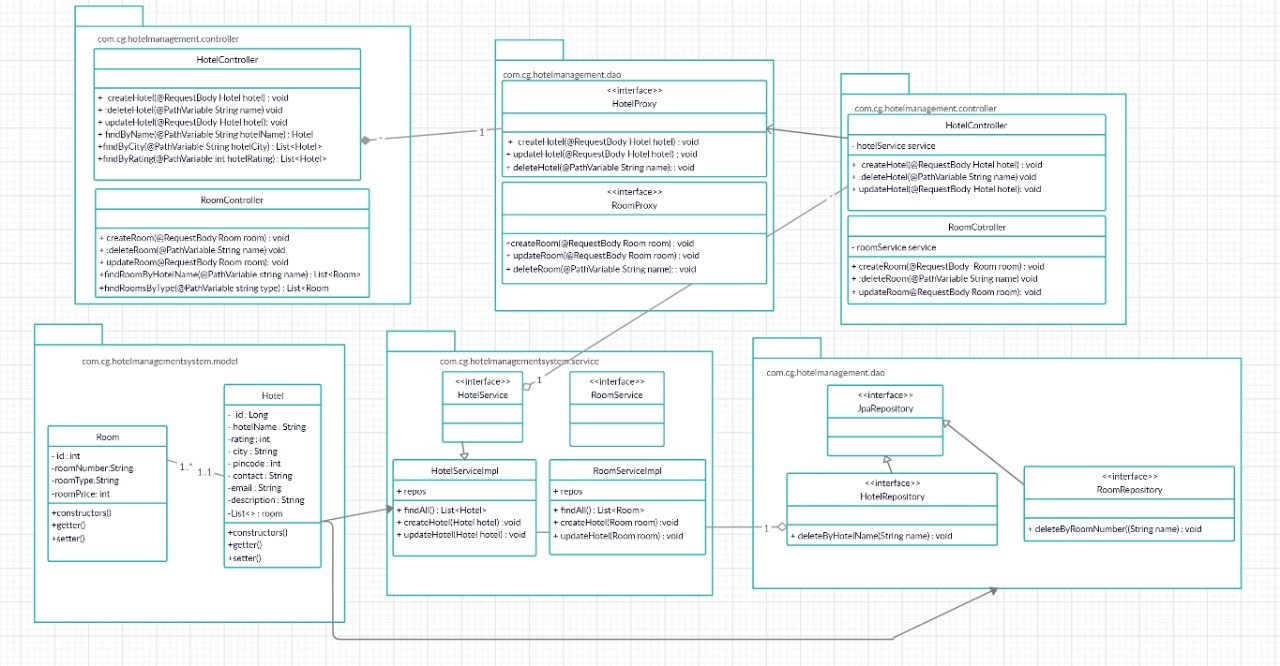 com.cg.hotelmanagement.controller
HotelController
+ createHotel(@RequestBody Hotel hotel) : void
+ :deleteHotel(@PathVariable String name) void
+ updateHotel(@RequestBody Hotel hotel): void
+ findByName(@PathVariable String hotelName) : Hotel
+findByCity(@PathVariable String hotelCity) : List<Hotel>
+findByRating(@PathVariable int hotelRating) : List<Hotel>
RoomController
+ createRoom(@RequestBody Room room) : void
+ :deleteRoom(@PathVariable String name) void
+ updateRoom(@RequestBody Room room): void
+findRoomByHotelName(@PathVariable string name) : List<Room>
+findRoomsByType(@PathVariable string type) : List<Room
1
com.cg.hotelmanagement.dao
<<interface>>
HotelProxy
+ createHotel(@RequestBody Hotel hotel) : void
+ updateHotel(@RequestBody Hotel hotel) ; void
+ deleteHotel(@PathVariable String name); : void
<<interface>>
RoomProxy
+createRoom(@RequestBody Room room) : void
+ updateRoom(@RequestBody Room room) : void
+ deleteRoom(@PathVariable String name): : void
com.cg.hotelmanagement.controller
HotelController
- hotelService service
+ createHotel(@RequestBody Hotel hotel) : void
+ :deleteHotel(@PathVariable String name) void
+ updateHotel(@RequestBody Hotel hotel): void
RoomCotroller
- roomService service
+ createRoom(@RequestBody Room room) : void
+ :deleteRoom(@PathVariable String name) void
+ updateRoom@RequestBody Room room): void
com.cg.hotelmanagementsystem.model
Room
- id : int
-roomNumber:String
-roomType:String
-roomPrice: int
+constructors()
+getter()
+setter()
1..*
1..1
Hotel
- id : Long
- hotelName : String
-rating : int
- city : String
- pincode : int
- contact : String
-email : String
-description : String
-List<> : room
+constructors()
+getter()
+setter()
com.cg.hotelmanagementsystem.service
<<interface>>
HotelService
1
<<interface>>
RoomService
HotelServiceImpl
+ repos
+ findAll() : List<Hotel>
+ createHotel(Hotel hotel) :void
+ updateHotel(Hotel hotel) : void
RoomServiceImpl
+ repos
+ findAll() : List<Room>
+ createHotel(Room room) :void
+ updateHotel(Room room) : void
1
com.cg.hotelmanagement.dao
<<interface>>
JpaRepository
<<interface>>
HotelRepository
+ deleteByHotelName(String name) ; void
<<interface>>
RoomRepository
+ deleteByRoomNumber((String name) : void